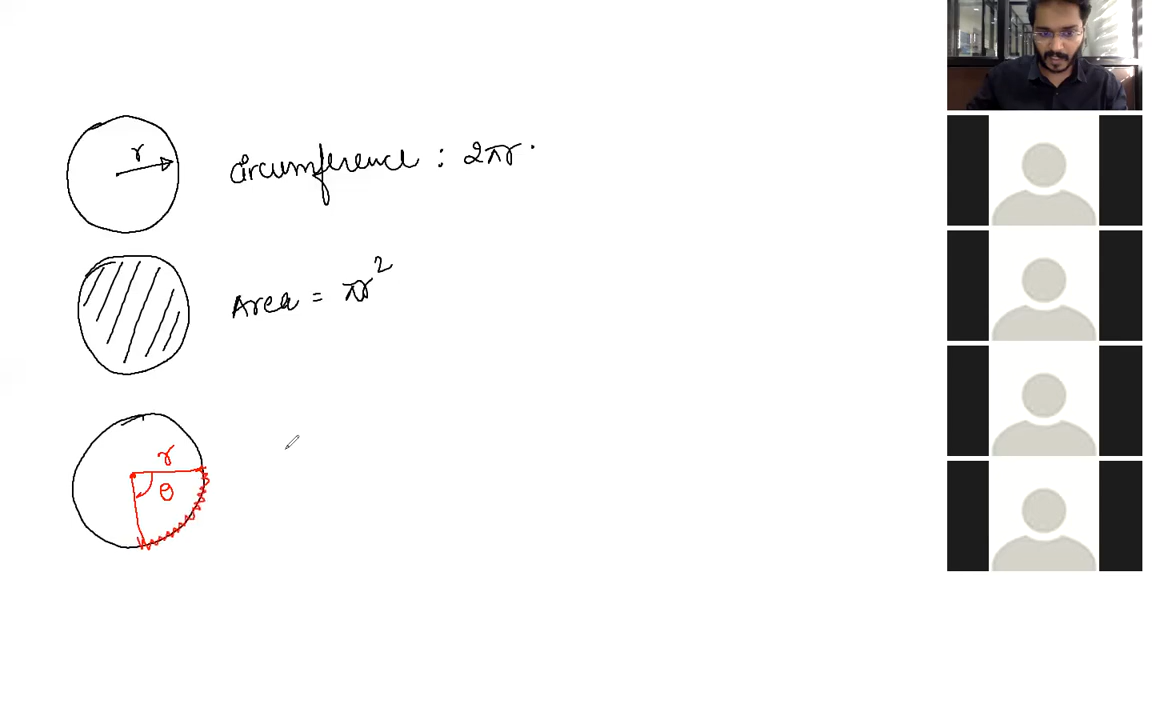 r
circumference : 2πr.
Area = πr²
r
θ